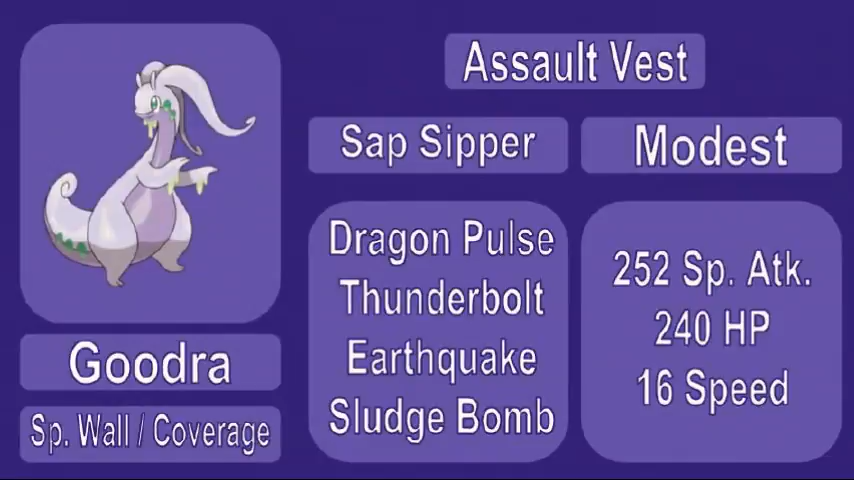 Assault Vest
Sap Sipper
Modest
Dragon Pulse
Thunderbolt
Earthquake
Sludge Bomb
252 Sp. Atk.
240 HP
16 Speed
Goodra
Sp. Wall / Coverage